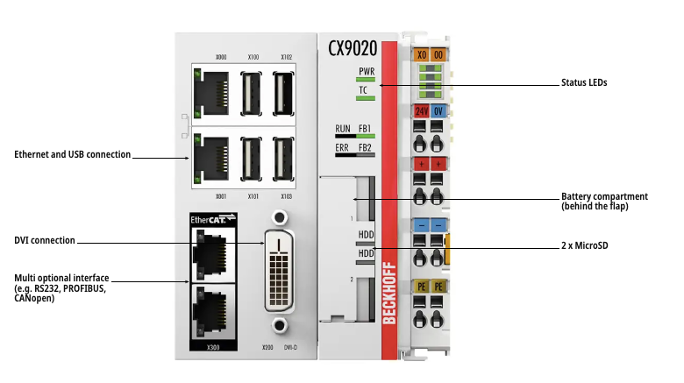 CX9020
X000 X100 X102
PWR
TC
RUN FB1
ERR FB2
X001 X101 X103
EtherCAT
1
HDD
HDD
2
BECKHOFF
X300
X200 DVI-D
X0 00
24V 0V
+ +
− −
PE PE
Status LEDs
Ethernet and USB connection
Battery compartment
(behind the flap)
DVI connection
2 x MicroSD
Multi optional interface
(e.g. RS232, PROFIBUS,
CANopen)